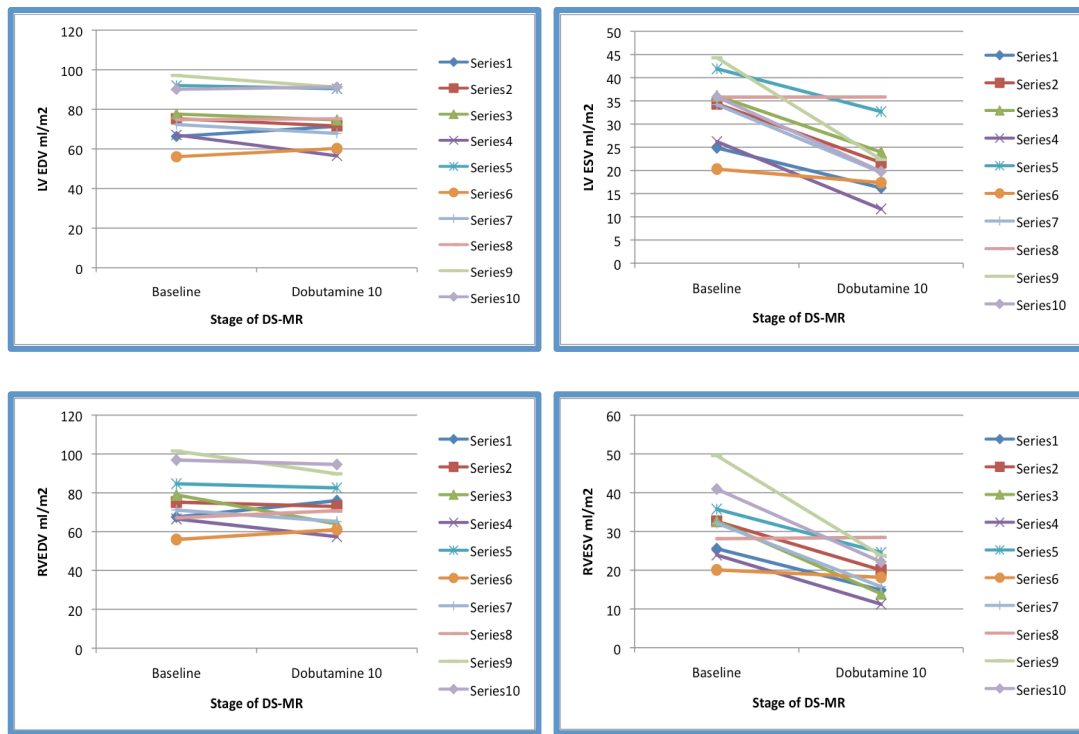 LV EDV ml/m2
120
100
80
60
40
20
0
Baseline
Dobutamine 10
Stage of DS-MR
Series1
Series2
Series3
Series4
Series5
Series6
Series7
Series8
Series9
Series10
LV ESV ml/m2
50
45
40
35
30
25
20
15
10
5
0
Baseline
Dobutamine 10
Stage of DS-MR
Series1
Series2
Series3
Series4
Series5
Series6
Series7
Series8
Series9
Series10
RVEDV ml/m2
120
100
80
60
40
20
0
Baseline
Dobutamine 10
Stage of DS-MR
Series1
Series2
Series3
Series4
Series5
Series6
Series7
Series8
Series9
Series10
RVESV ml/m2
60
50
40
30
20
10
0
Baseline
Dobutamine 10
Stage of DS-MR
Series1
Series2
Series3
Series4
Series5
Series6
Series7
Series8
Series9
Series10